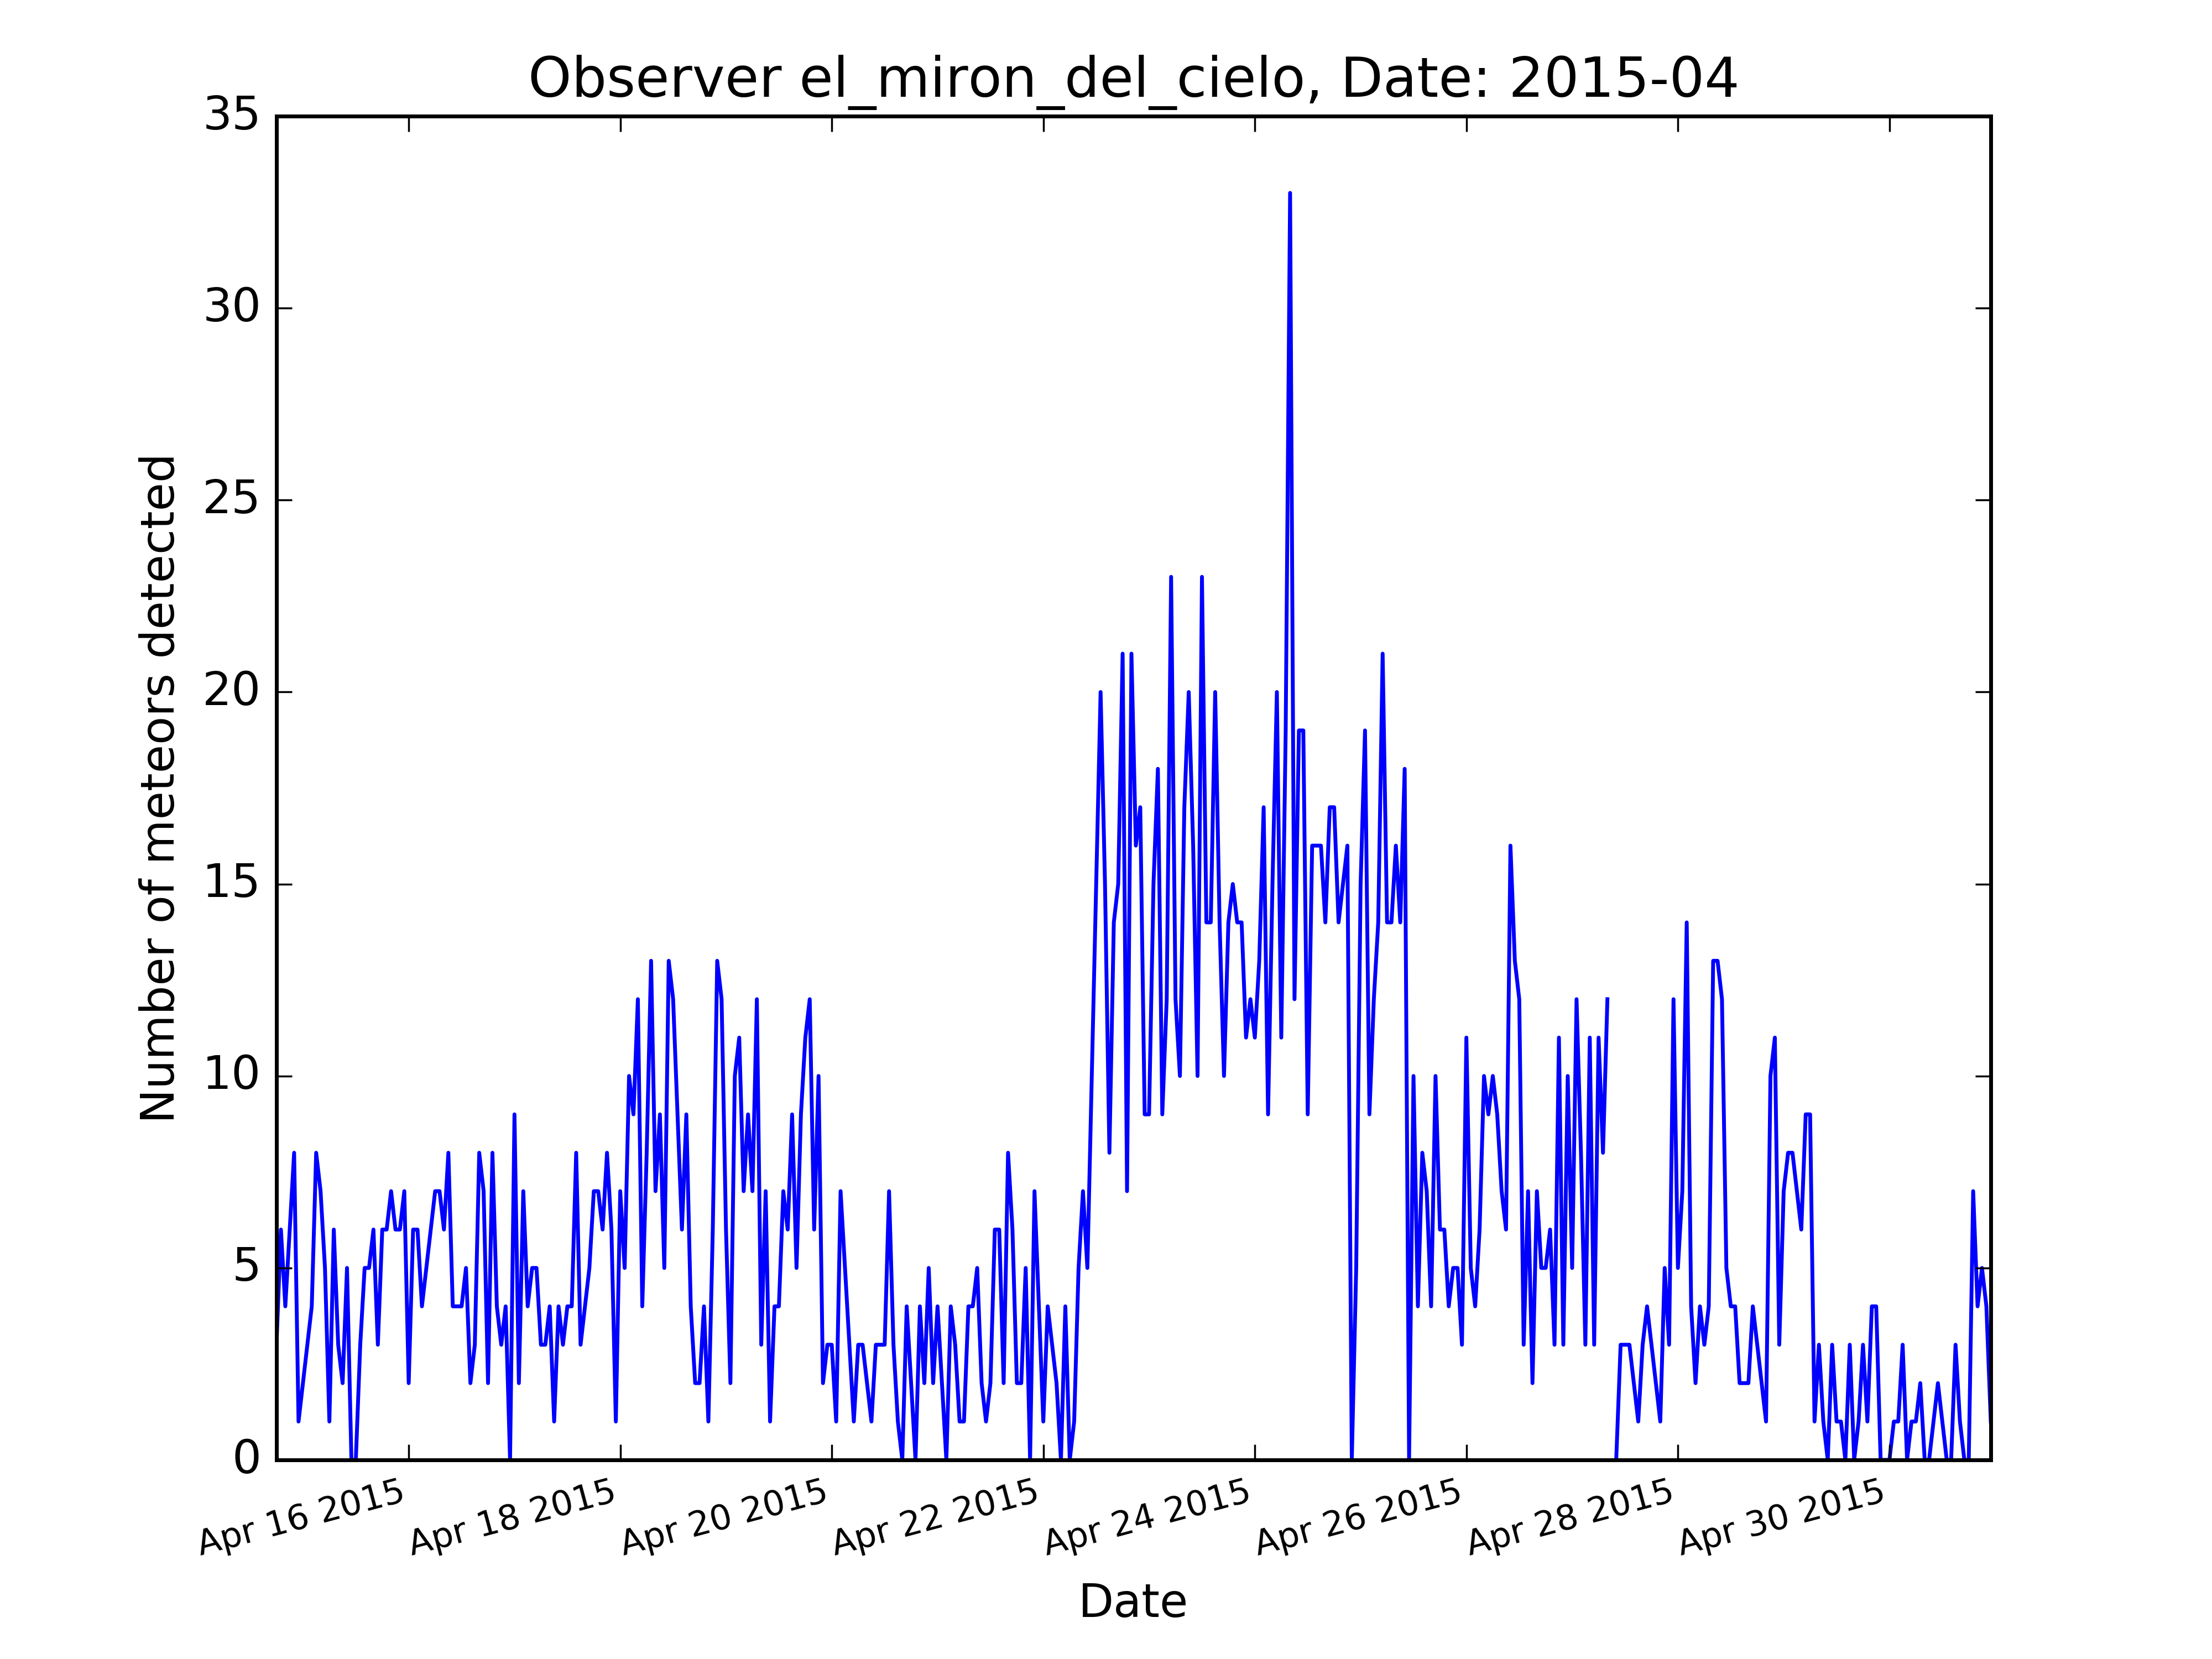 Observer el_miron_del_cielo, Date: 2015-04
Number of meteors detected
35
30
25
20
15
10
5
0
Apr 16 2015
Apr 18 2015
Apr 20 2015
Apr 22 2015
Apr 24 2015
Apr 26 2015
Apr 28 2015
Apr 30 2015
Date